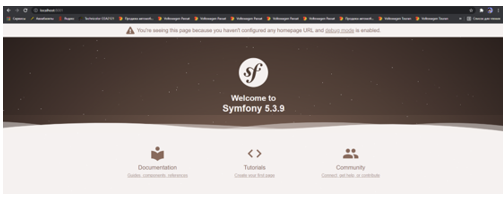 localhost
You're seeing this page because you haven't configured any homepage URL and debug mode is enabled.
sf
Welcome to
Symfony 5.3.9
Documentation
Guides, components, references
Tutorials
Create your first page
Community
Connect, get help, or contribute